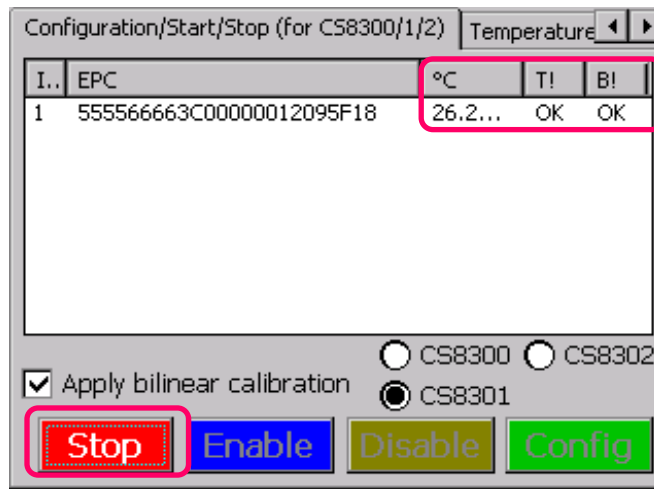 Configuration/Start/Stop (for CS8300/1/2) Temperature
I.. EPC °C T! B!
1 555566663C00000012095F18 26.2... OK OK
CS8300 CS8302
Apply bilinear calibration CS8301
Stop Enable Disable Config